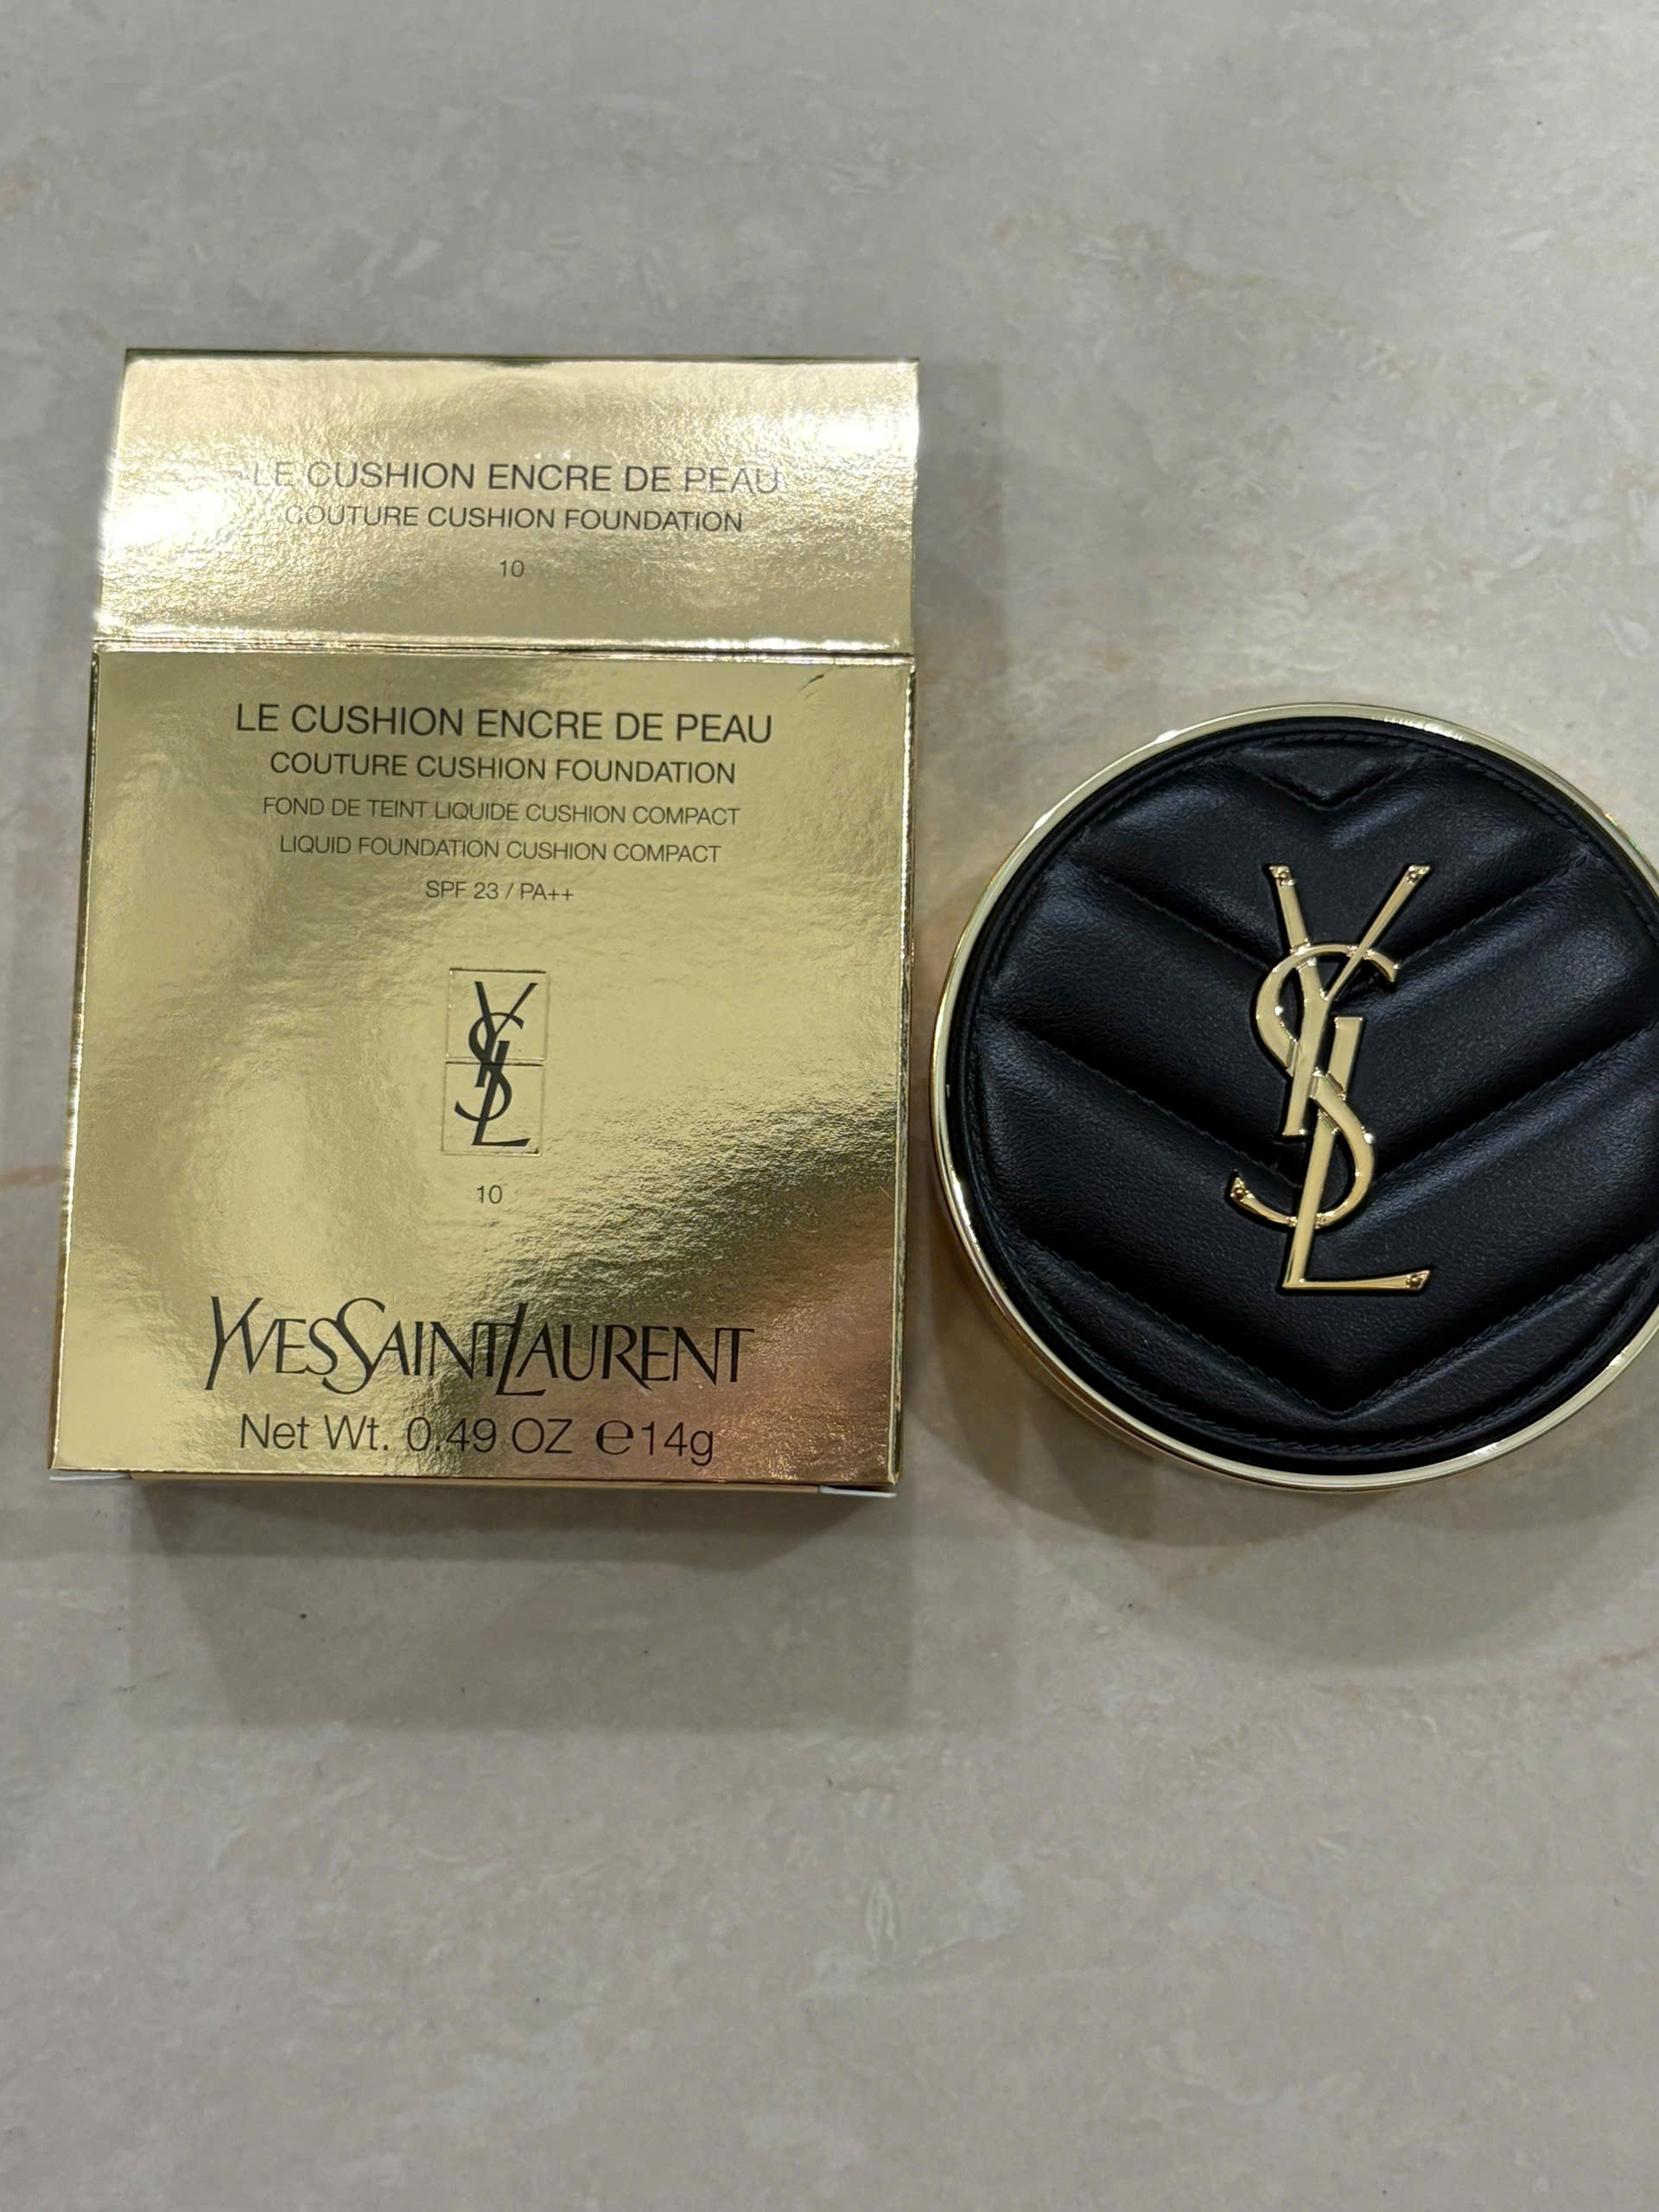 LE CUSHION ENCRE DE PEAU
COUTURE CUSHION FOUNDATION
10
LE CUSHION ENCRE DE PEAU
COUTURE CUSHION FOUNDATION
FOND DE TEINT LIQUIDE CUSHION COMPACT
LIQUID FOUNDATION CUSHION COMPACT
SPF 23 / PA++
YSL
10
YVESSAINTLAURENT
Net Wt. 0.49 OZ ℮14g
YSL